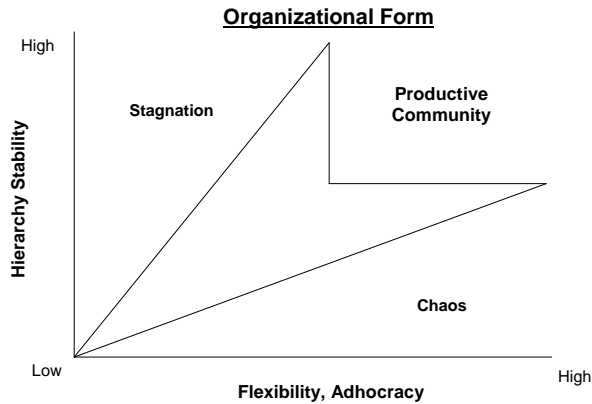 Organizational Form
High
Stagnation
Productive
Community
Hierarchy Stability
Chaos
Low
High
Flexibility, Adhocracy